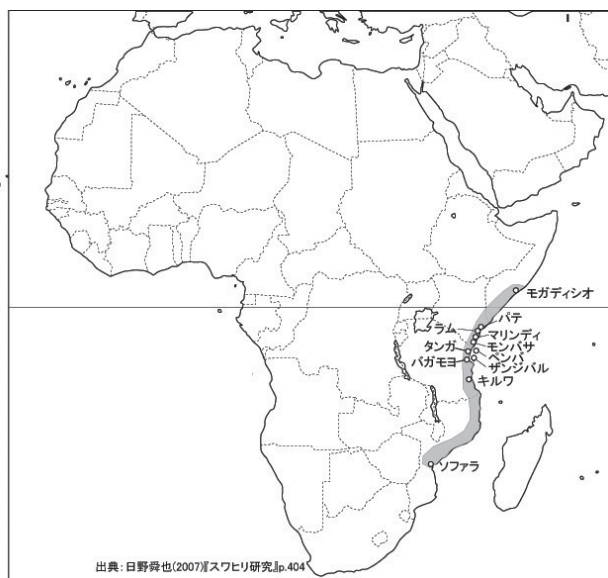 モガディシオ
パテ
ラム
マリンディ
モンバサ
タンガ
ペンバ
バガモヨ
ザンジバル
キルワ
ソファラ
出典:日野舜也(2007)『スワヒリ研究』p.404